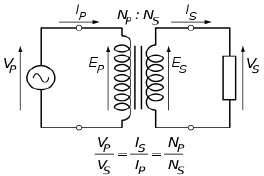 I_P N_P : N_S I_S
V_P E_P E_S V_S
V_P/V_S = I_S/I_P = N_P/N_S